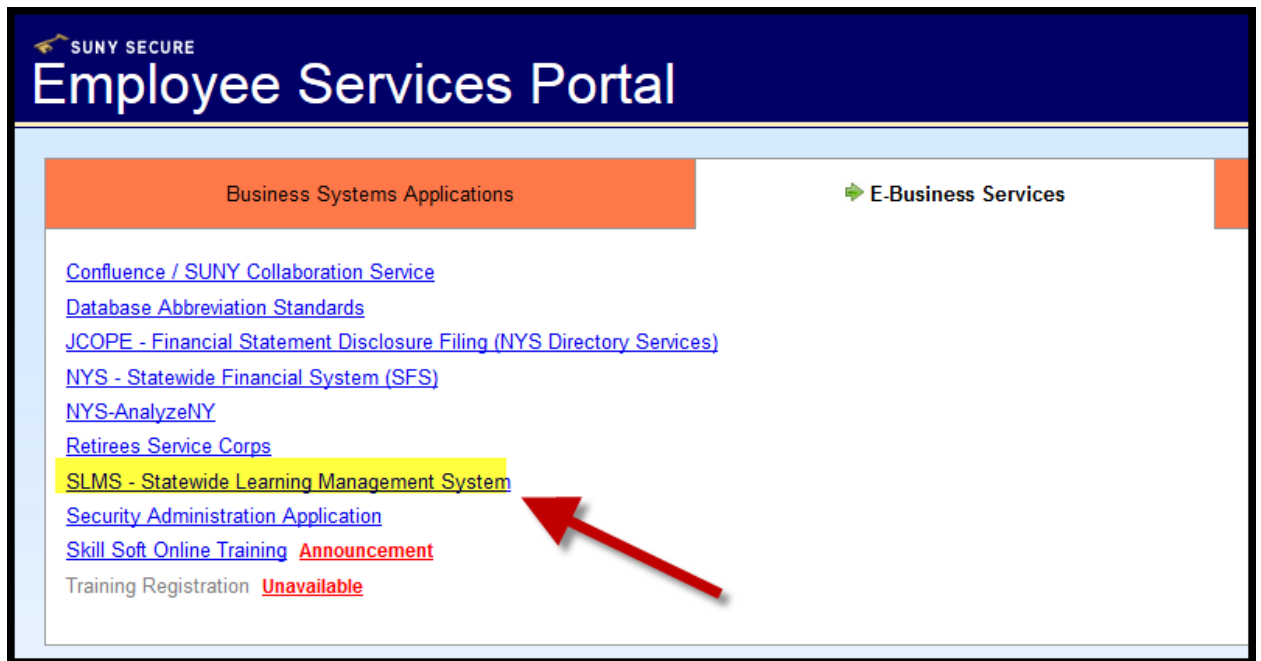 SUNY SECURE
Employee Services Portal
Business Systems Applications
E-Business Services
Confluence / SUNY Collaboration Service
Database Abbreviation Standards
JCOPE - Financial Statement Disclosure Filing (NYS Directory Services)
NYS - Statewide Financial System (SFS)
NYS-AnalyzeNY
Retirees Service Corps
SLMS - Statewide Learning Management System
Security Administration Application
Skill Soft Online Training Announcement
Training Registration Unavailable